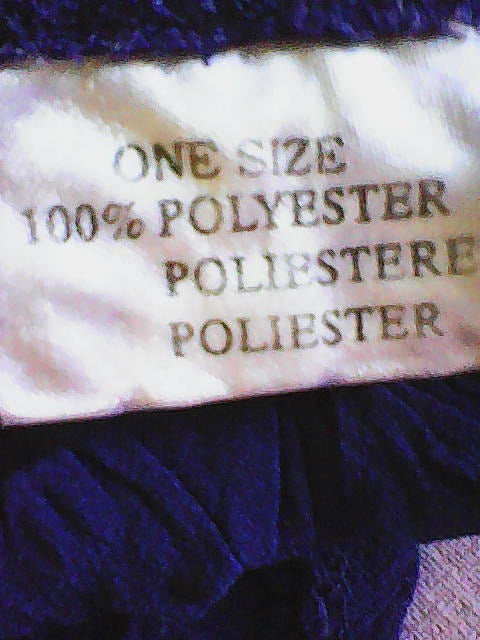 ONE SIZE
100% POLYESTER
POLIESTERE
POLIESTER